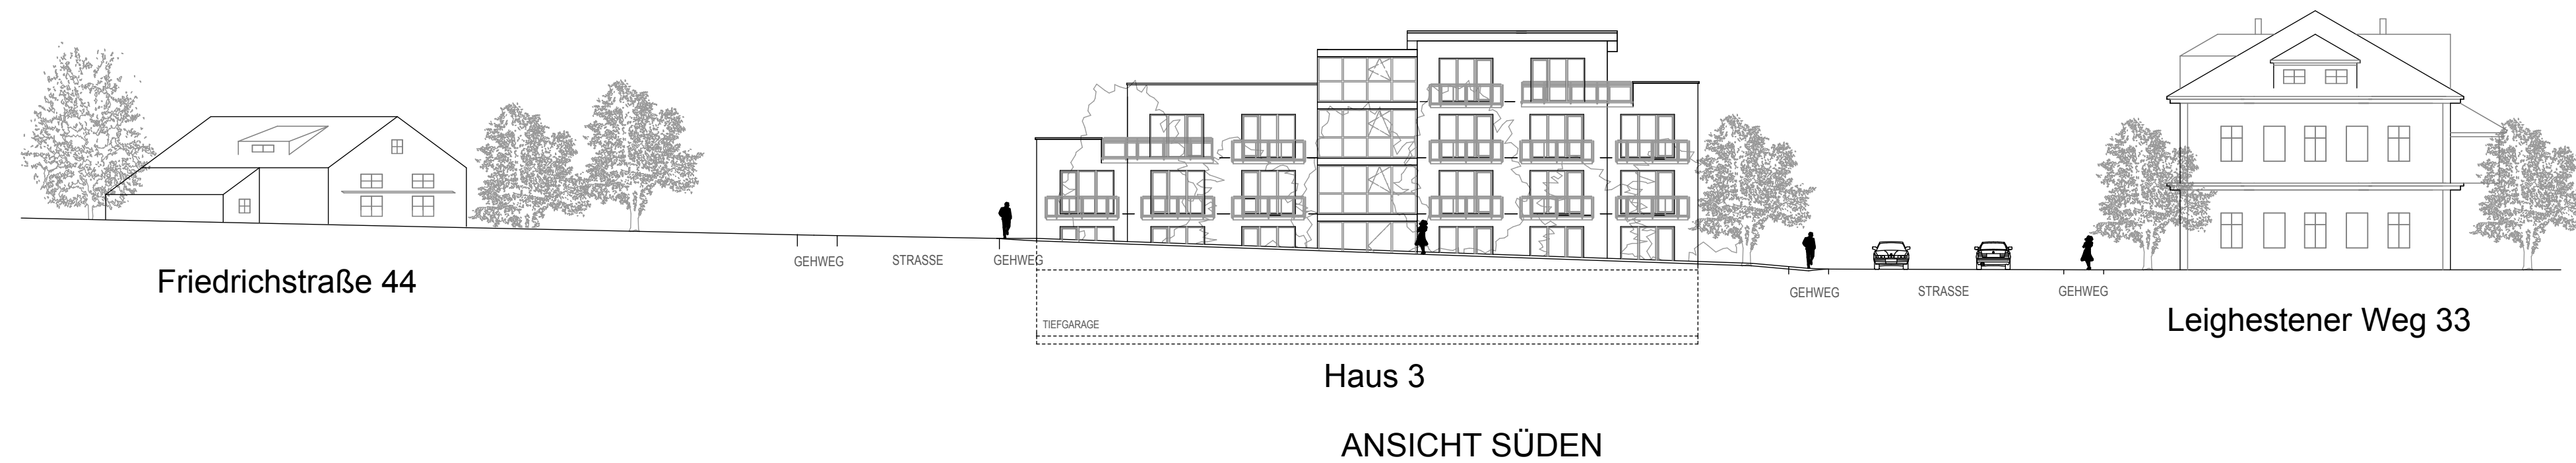 GEHWEG STRASSE GEHWEG
Friedrichstraße 44
GEHWEG STRASSE GEHWEG
TIEFGARAGE
Leighestener Weg 33
Haus 3
ANSICHT SÜDEN